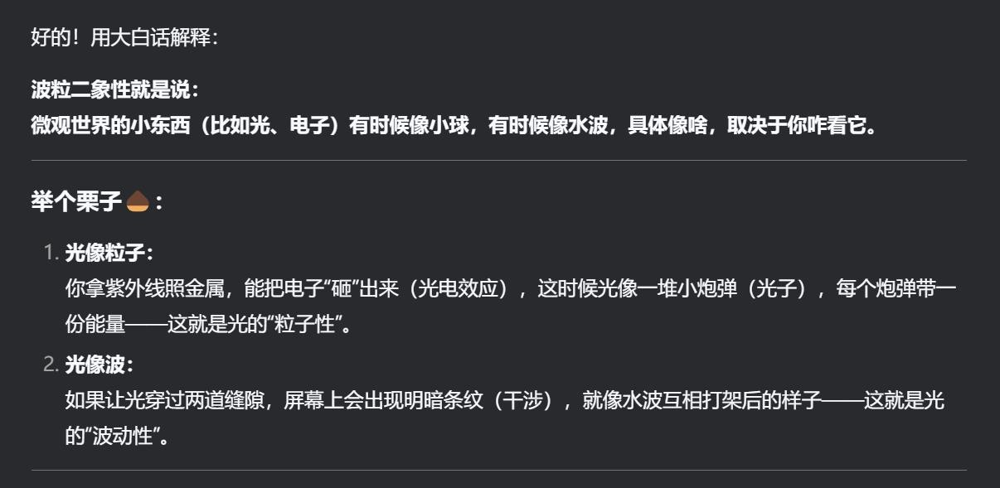 好的！用大白话解释：
波粒二象性就是说：
微观世界的小东西（比如光、电子）有时候像小球，有时候像水波，具体像啥，取决于你咋看它。
举个栗子🌰：
1. 光像粒子：
你拿紫外线照金属，能把电子“砸”出来（光电效应），这时候光像一堆小炮弹（光子），每个炮弹带一
份能量——这就是光的“粒子性”。
2. 光像波：
如果让光穿过两道缝隙，屏幕上会出现明暗条纹（干涉），就像水波互相打架后的样子——这就是光
的“波动性”。